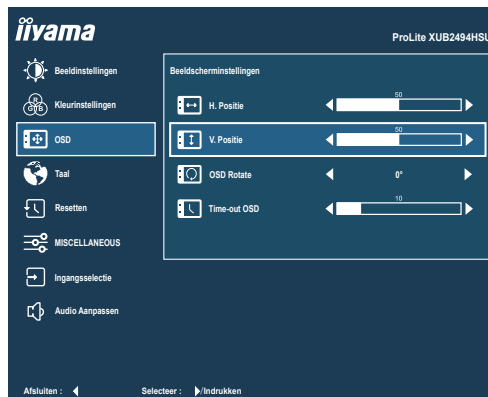 iiyama
ProLite XUB2494HSU
Beeldinstellingen
Kleurinstellingen
R
G B
OSD
Taal
Resetten
MISCELLANEOUS
Ingangsselectie
Audio Aanpassen
Beeldscherminstellingen
H. Positie
50
V. Positie
50
OSD Rotate
0°
Time-out OSD
10
Afsluiten :
Selecteer : /Indrukken